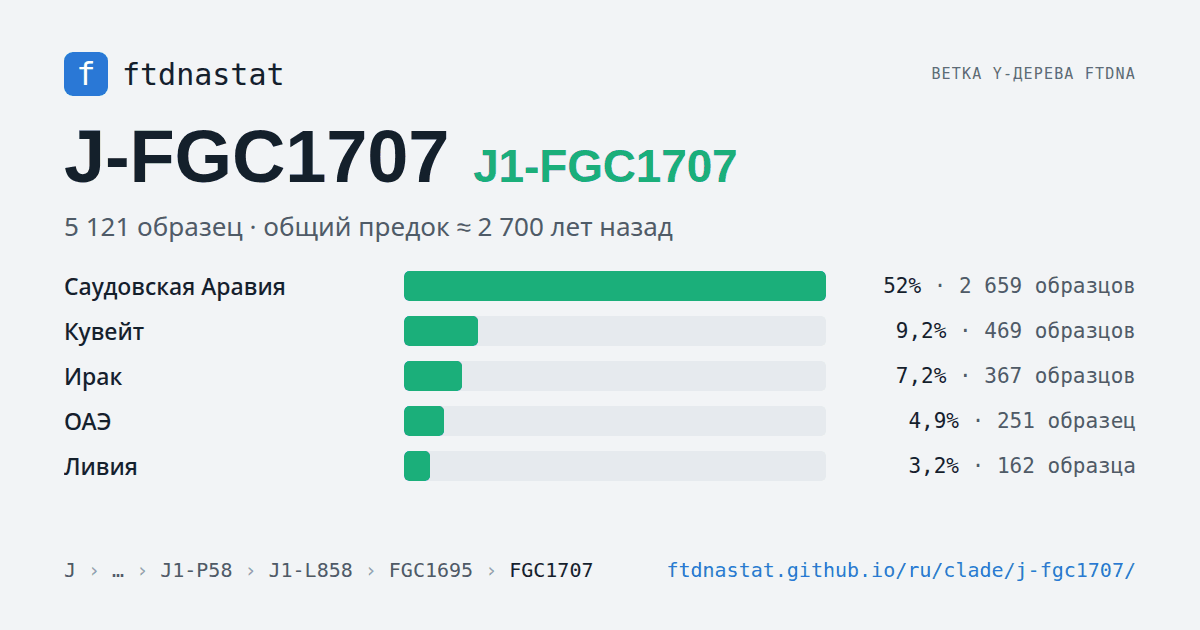 f ftdnastat
ВЕТКА Y-ДЕРЕВА FTDNA
J-FGC1707 J1-FGC1707
5 121 образец · общий предок ≈ 2 700 лет назад
Саудовская Аравия 52% · 2 659 образцов
Кувейт 9,2% · 469 образцов
Ирак 7,2% · 367 образцов
ОАЭ 4,9% · 251 образец
Ливия 3,2% · 162 образца
J › … › J1-P58 › J1-L858 › FGC1695 › FGC1707
ftdnastat.github.io/ru/clade/j-fgc1707/